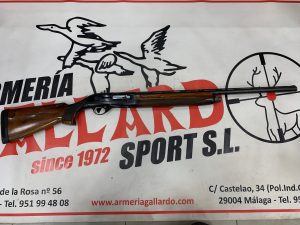 ARMERÍA
GALLARDO
since 1972 SPORT S.L.
de la Rosa nº 56
- Tel. 951 99 48 08
www.armeriagallardo.com
C/ Castelao, 34 (Pol.Ind. G
29004 Málaga - Tel. 95